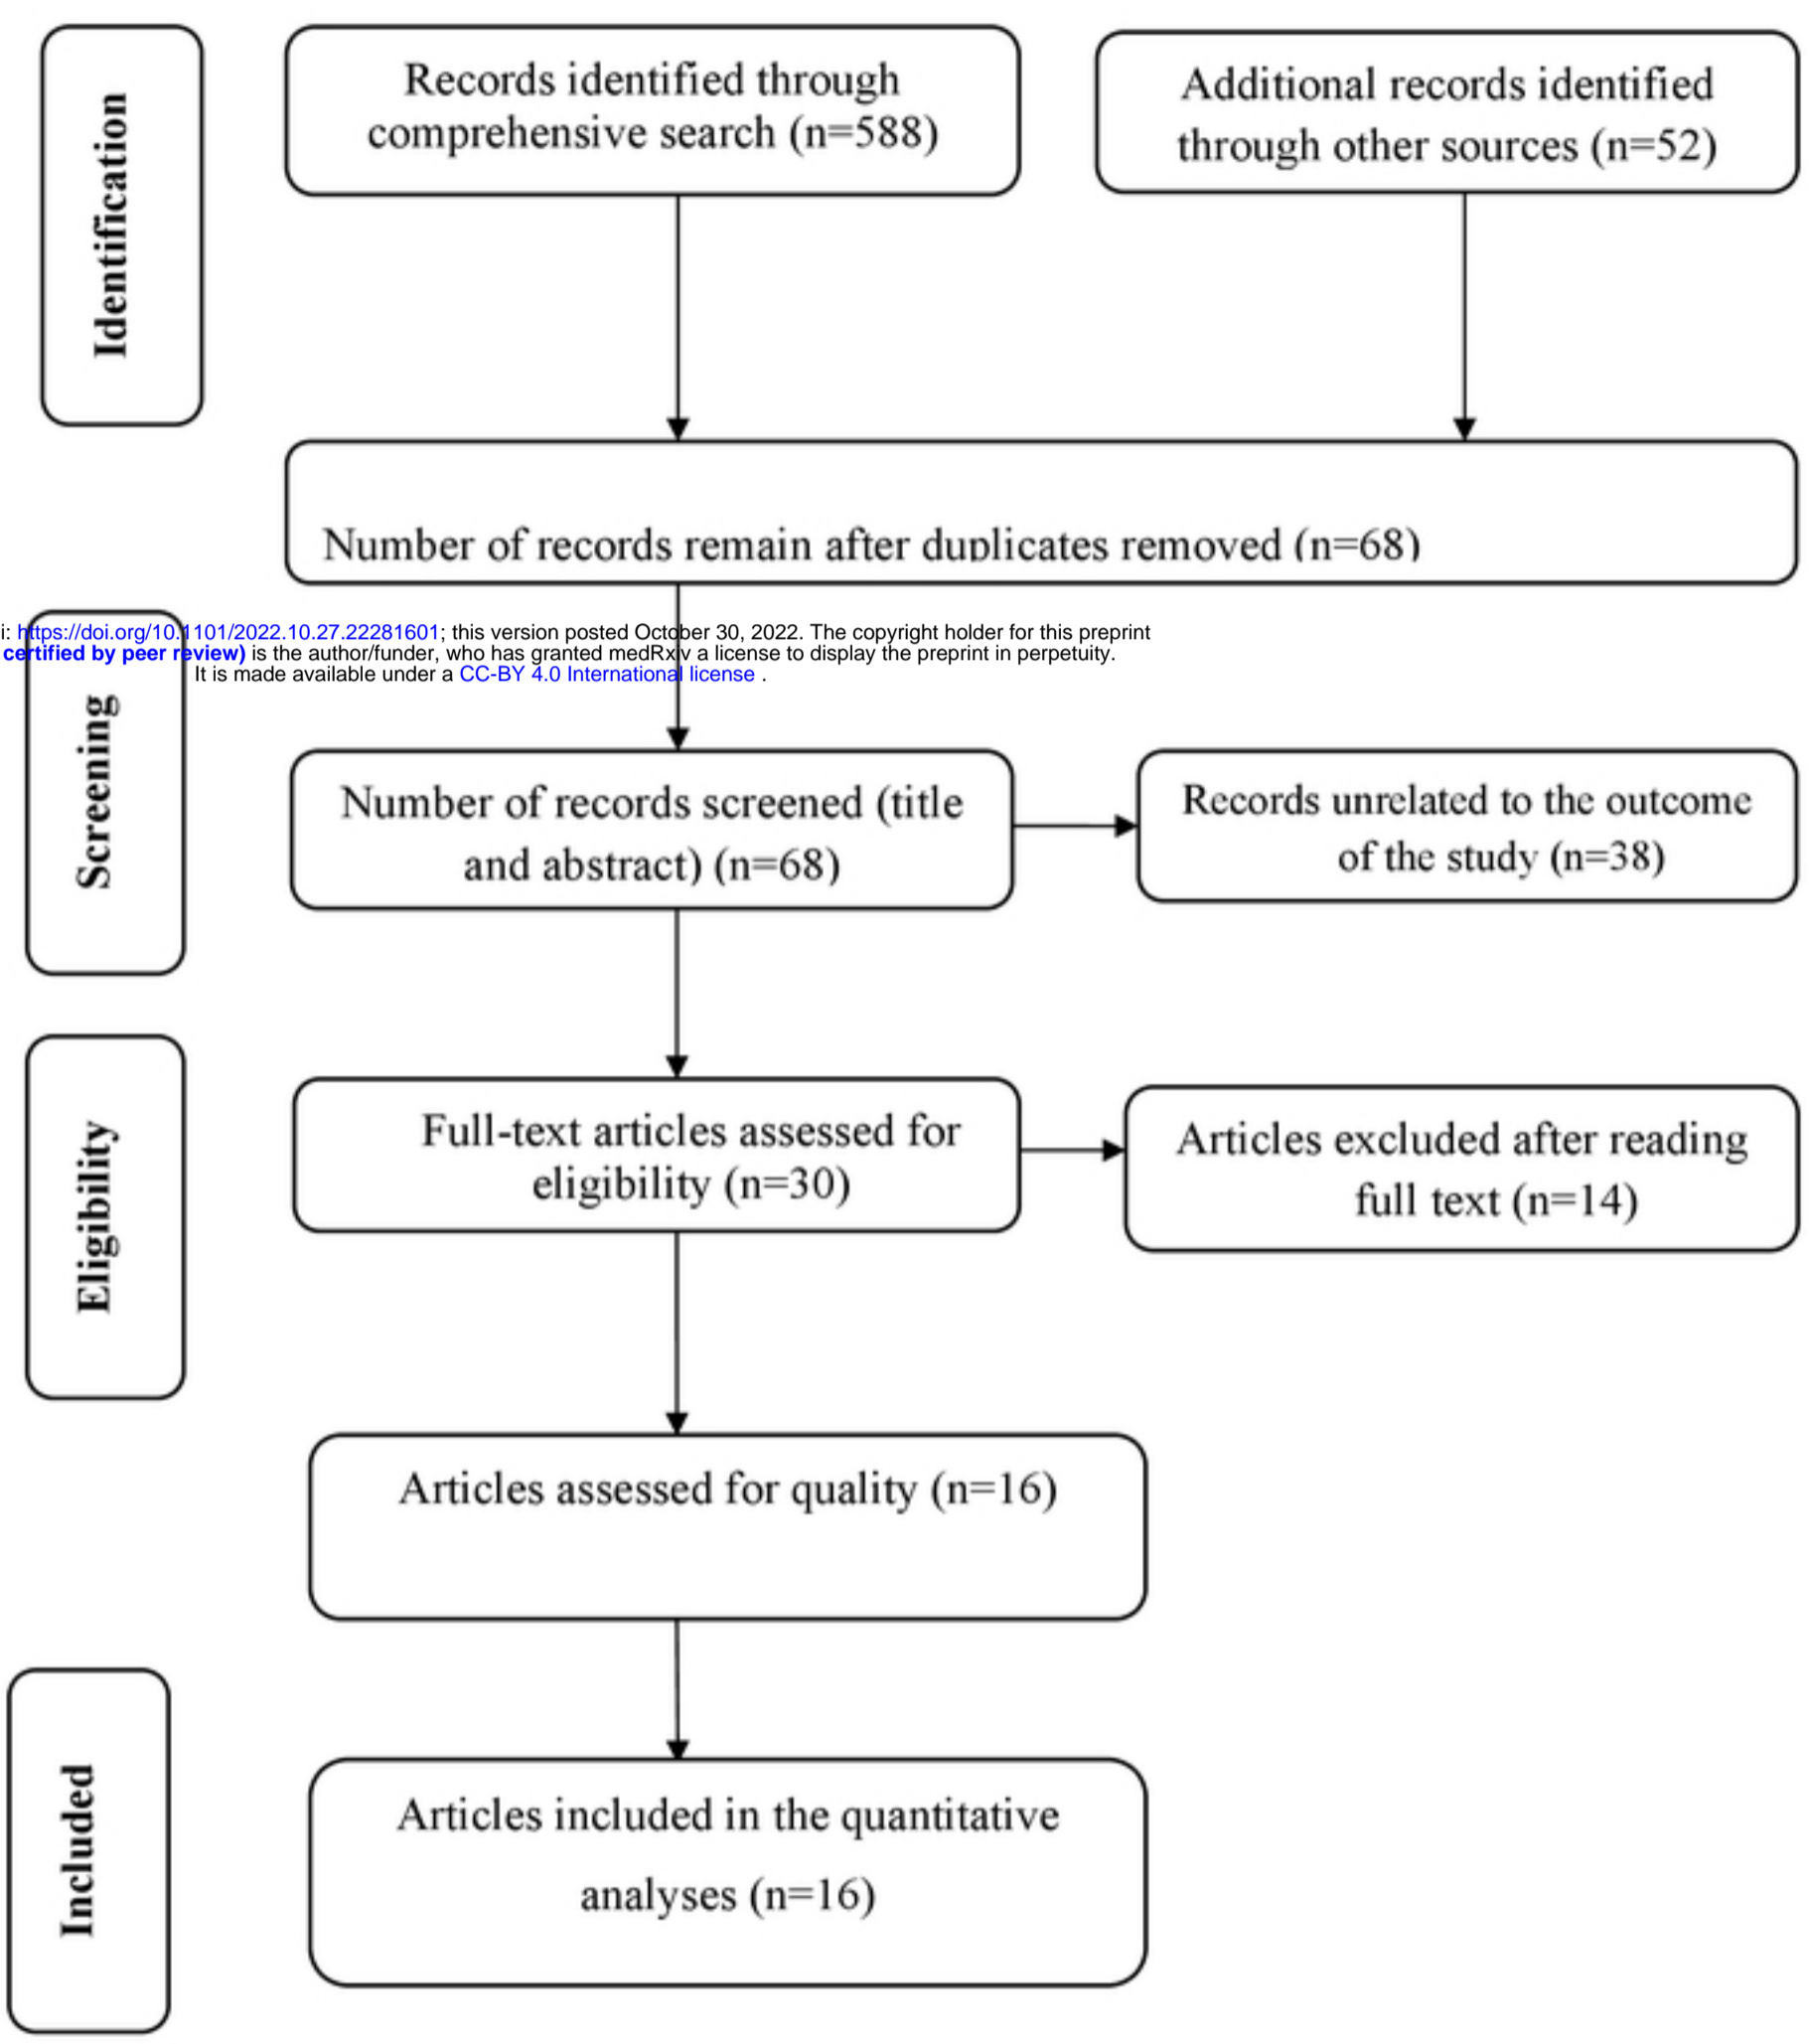 Identification
Records identified through
comprehensive search (n=588)
Additional records identified
through other sources (n=52)
Number of records remain after duplicates removed (n=68)
i: https://doi.org/10.1101/2022.10.27.22281601; this version posted October 30, 2022. The copyright holder for this preprint
certified by peer review) is the author/funder, who has granted medRxiv a license to display the preprint in perpetuity.
It is made available under a CC-BY 4.0 International license .
Screening
Number of records screened (title
and abstract) (n=68)
Records unrelated to the outcome
of the study (n=38)
Eligibility
Full-text articles assessed for
eligibility (n=30)
Articles excluded after reading
full text (n=14)
Articles assessed for quality (n=16)
Included
Articles included in the quantitative
analyses (n=16)